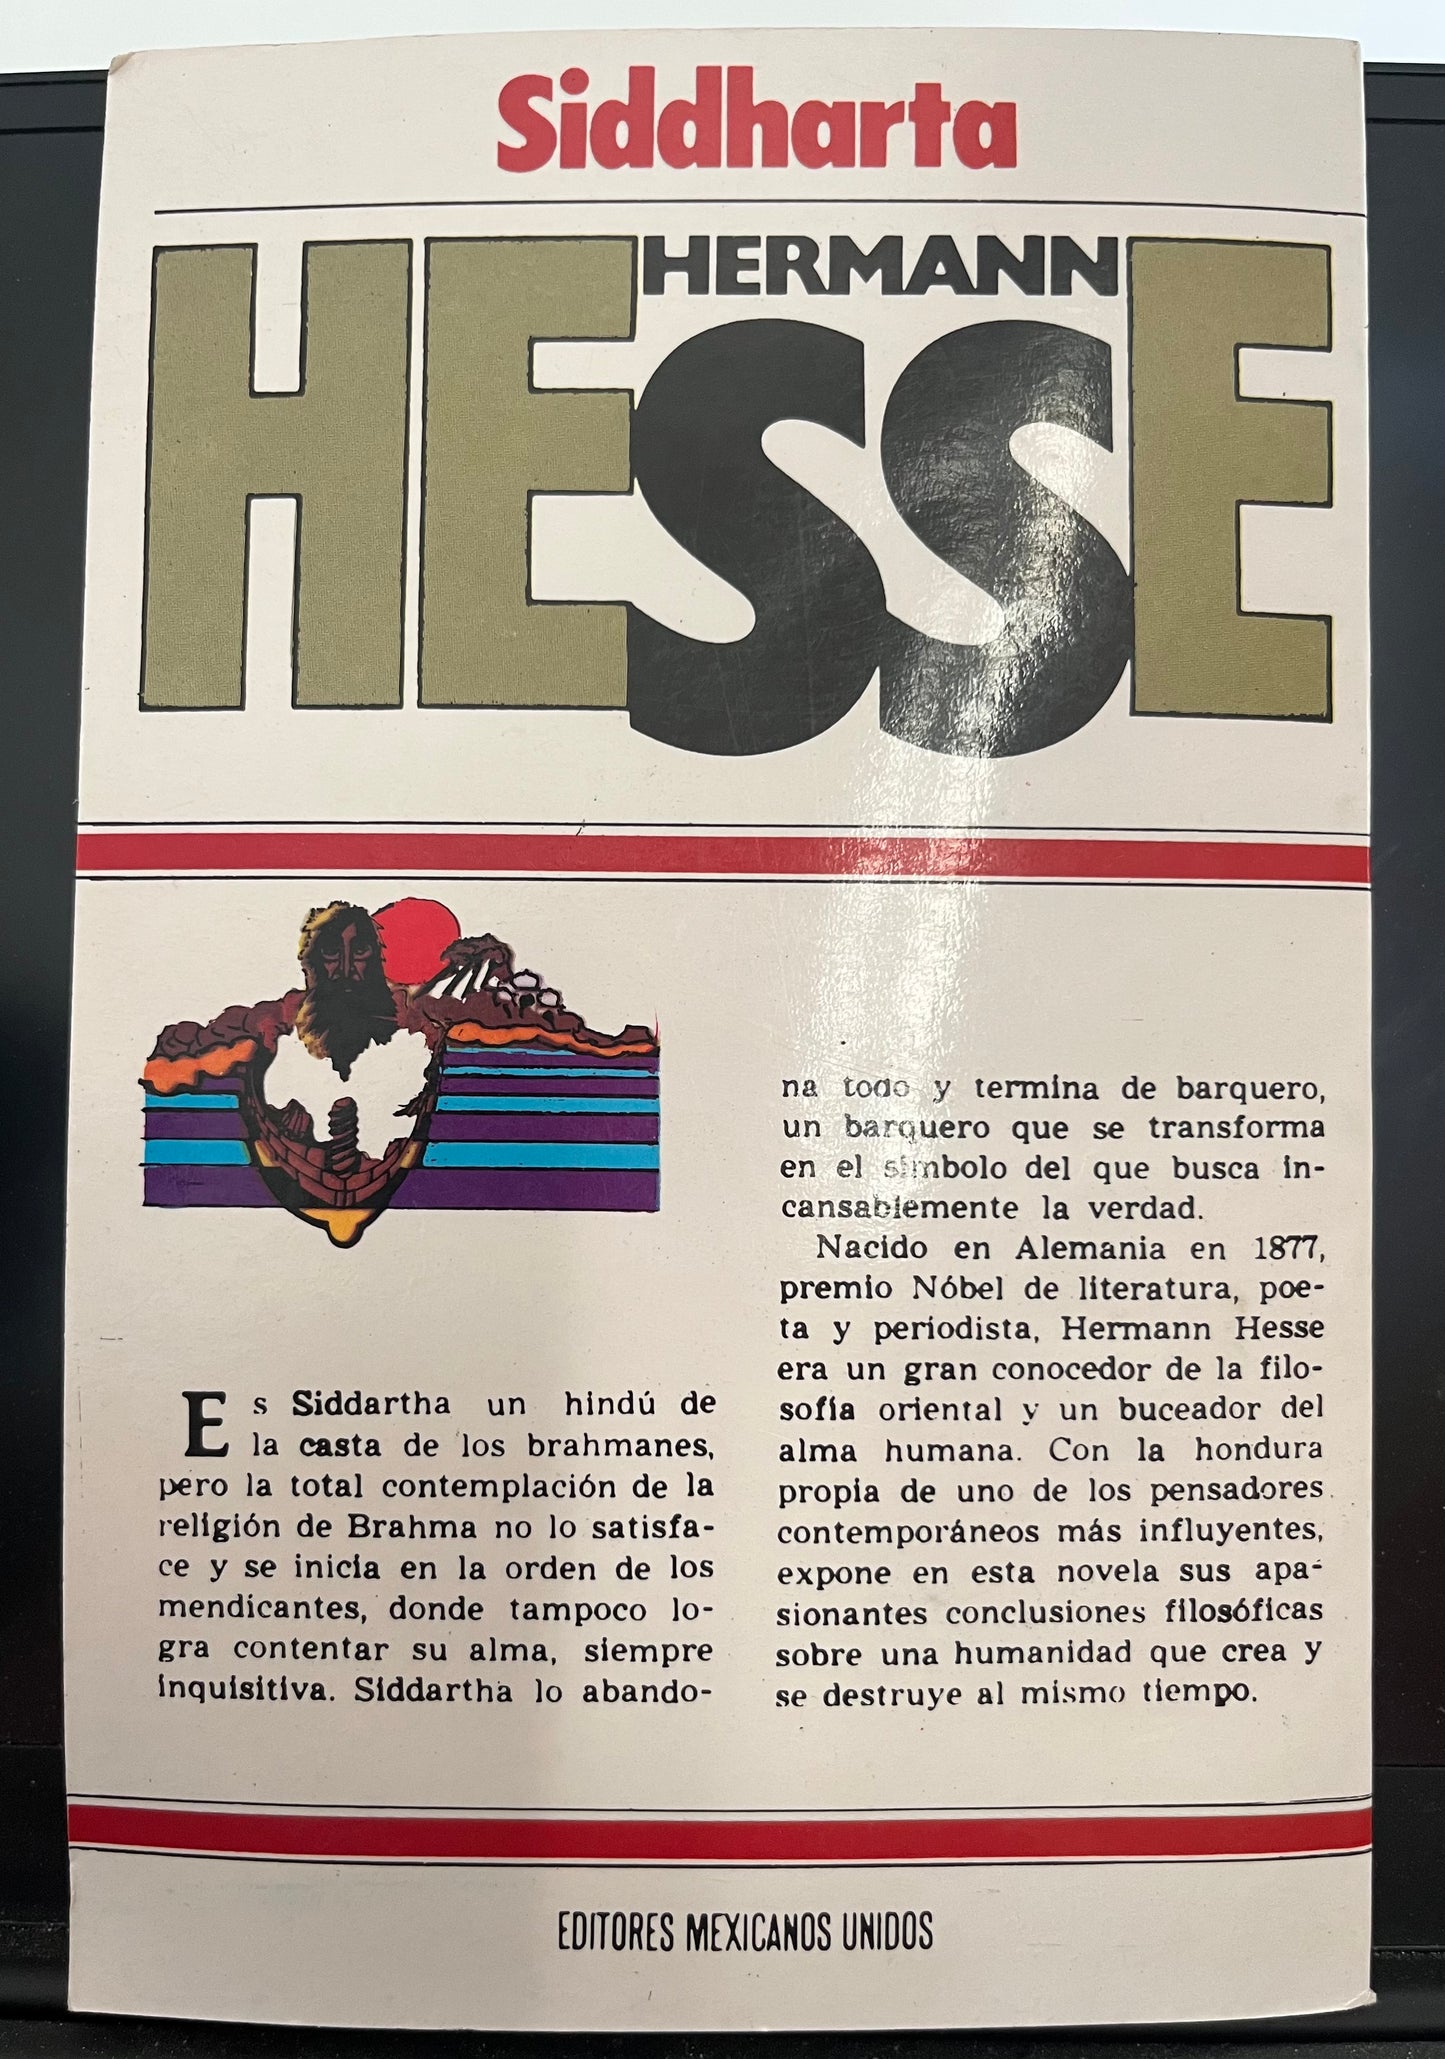 Siddharta
HERMANN
HESSE
Es Siddartha un hindú de
la casta de los brahmanes,
pero la total contemplación de la
religión de Brahma no lo satisfa-
ce y se inicia en la orden de los
mendicantes, donde tampoco lo-
gra contentar su alma, siempre
inquisitiva. Siddartha lo abando-
na todo y termina de barquero,
un barquero que se transforma
en el símbolo del que busca in-
cansablemente la verdad.
Nacido en Alemania en 1877,
premio Nóbel de literatura, poe-
ta y periodista, Hermann Hesse
era un gran conocedor de la filo-
sofía oriental y un buceador del
alma humana. Con la hondura
propia de uno de los pensadores
contemporáneos más influyentes,
expone en esta novela sus apa-
sionantes conclusiones filosóficas
sobre una humanidad que crea y
se destruye al mismo tiempo.
EDITORES MEXICANOS UNIDOS